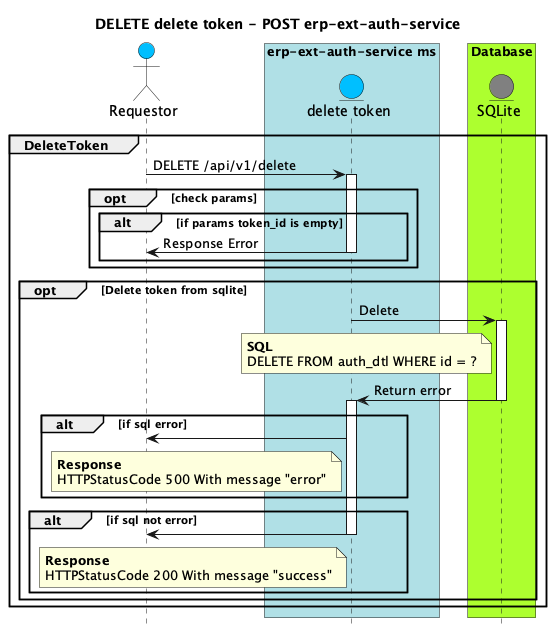 DELETE delete token - POST erp-ext-auth-service
erp-ext-auth-service ms
Database
Requestor
delete token
SQLite
DeleteToken
DELETE /api/v1/delete
opt [check params]
alt [if params token_id is empty]
Response Error
opt [Delete token from sqlite]
Delete
SQL
DELETE FROM auth_dtl WHERE id = ?
Return error
alt [if sql error]
Response
HTTPStatusCode 500 With message "error"
alt [if sql not error]
Response
HTTPStatusCode 200 With message "success"